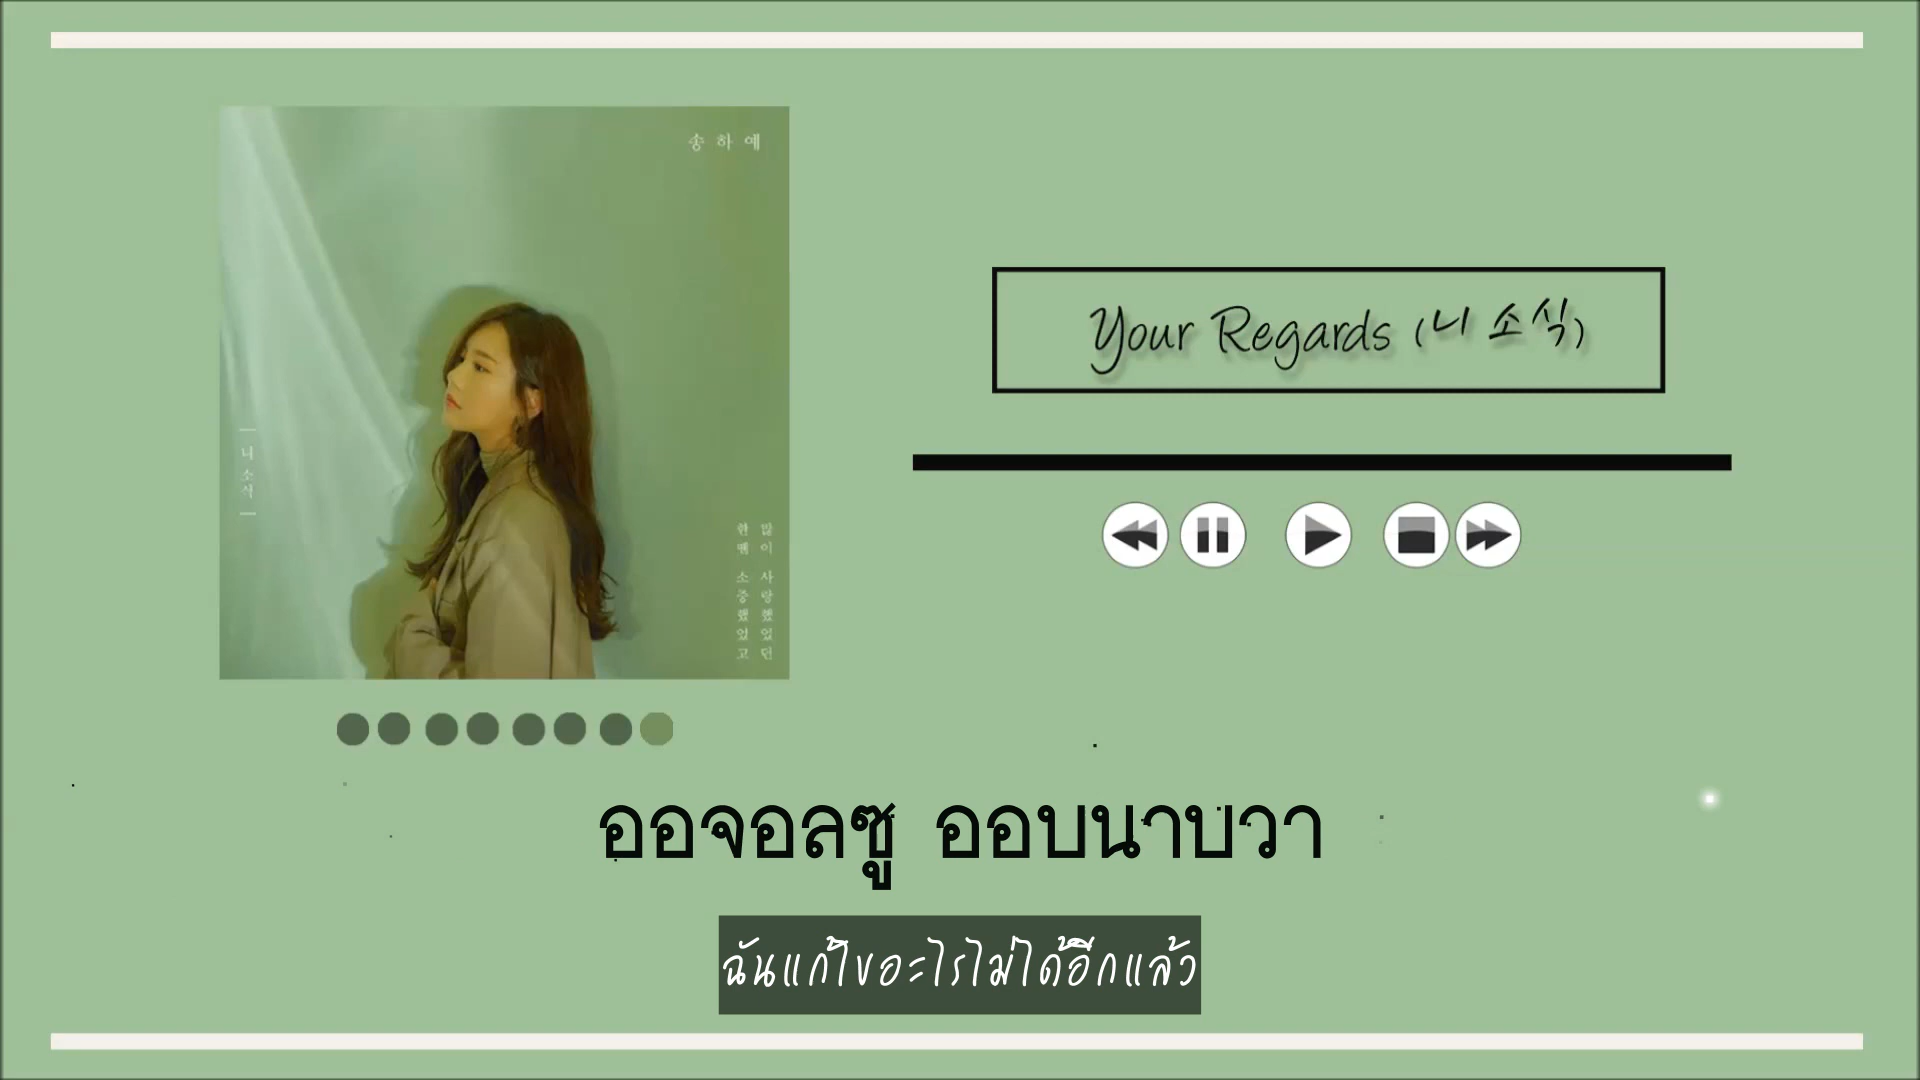 송하예
니 소식
많이 사랑했었던
한땐 소중했었고
Your Regards (니 소식)
ออจอลซู ออบนาบวา
ฉันแก้ไขอะไรไม่ได้อีกแล้ว